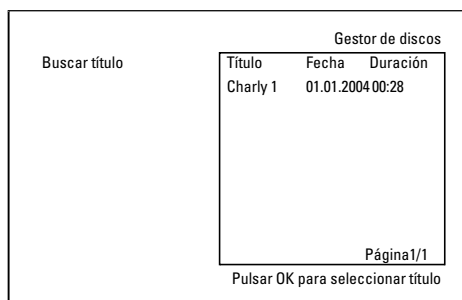 Gestor de discos
Buscar título
Título Fecha Duración
Charly 1 01.01.2004 00:28
Página1/1
Pulsar OK para seleccionar título